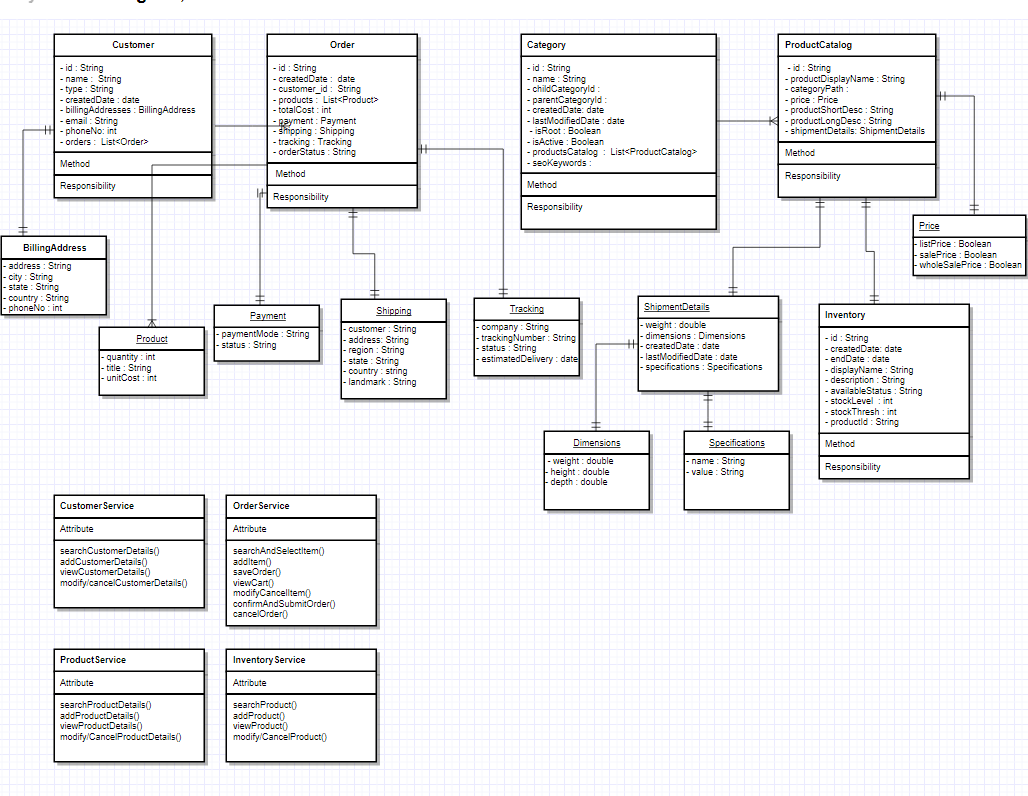 Customer
- id : String
- name : String
- type : String
- createdDate : date
- billingAddresses : BillingAddress
- email : String
- phoneNo: int
- orders : List<Order>
Method
Responsibility
Order
- id : String
- createdDate : date
- customer_id : String
- products : List<Product>
- totalCost : int
- payment : Payment
- shipping : Shipping
- tracking : Tracking
- orderStatus : String
Method
Responsibility
Category
- id : String
- name : String
- childCategoryId :
- parentCategoryId :
- createdDate: date
- lastModifiedDate : date
- isRoot : Boolean
- isActive : Boolean
- productsCatalog : List<ProductCatalog>
- seoKeywords :
Method
Responsibility
ProductCatalog
- id : String
- productDisplayName : String
- categoryPath :
- price : Price
- productShortDesc : String
- productLongDesc : String
- shipmentDetails: ShipmentDetails
Method
Responsibility
BillingAddress
- address : String
- city : String
- state : String
- country : String
- phoneNo : int
Product
- quantity : int
- title : String
- unitCost : int
Payment
- paymentMode : String
- status : String
Shipping
- customer : String
- address: String
- region : String
- state : String
- country : string
- landmark : String
Tracking
- company : String
- trackingNumber : String
- status : String
- estimatedDelivery : date
ShipmentDetails
- weight : double
- dimensions : Dimensions
- createdDate : date
- lastModifiedDate : date
- specifications : Specifications
Price
- listPrice : Boolean
- salePrice : Boolean
- wholeSalePrice : Boolean
Inventory
- id : String
- createdDate: date
- endDate : date
- displayName : String
- description : String
- availableStatus : String
- stockLevel : int
- stockThresh : int
- productId : String
Method
Responsibility
Dimensions
- weight : double
- height : double
- depth : double
Specifications
- name : String
- value : String
CustomerService
Attribute
searchCustomerDetails()
addCustomerDetails()
viewCustomerDetails()
modify/cancelCustomerDetails()
OrderService
Attribute
searchAndSelectItem()
addItem()
saveOrder()
viewCart()
modifyCancelItem()
confirmAndSubmitOrder()
cancelOrder()
ProductService
Attribute
searchProductDetails()
addProductDetails()
viewProductDetails()
modify/CancelProductDetails()
InventoryService
Attribute
searchProduct()
addProduct()
viewProduct()
modify/CancelProduct()